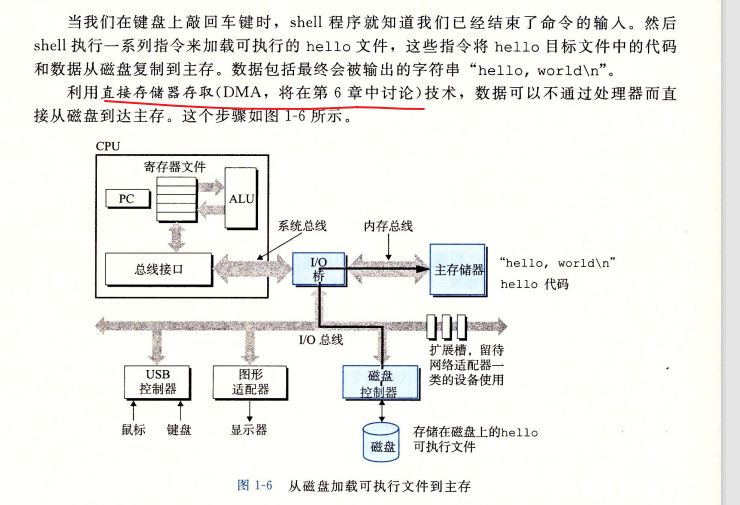 当我们在键盘上敲回车键时，shell 程序就知道我们已经结束了命令的输人。然后
shell 执行一系列指令来加载可执行的 hello 文件，这些指令将 hello 目标文件中的代码
和数据从磁盘复制到主存。数据包括最终会被输出的字符串“hello, world\n”。
利用直接存储器存取(DMA，将在第 6 章中讨论)技术，数据可以不通过处理器而直
接从磁盘到达主存。这个步骤如图 1-6 所示。
CPU
寄存器文件
PC
ALU
系统总线
内存总线
总线接口
I/O
桥
主存储器
“hello, world\n”
hello 代码
I/O 总线
扩展槽，留待
网络适配器一
类的设备使用
USB
控制器
图形
适配器
磁盘
控制器
鼠标
键盘
显示器
磁盘
存储在磁盘上的hello
可执行文件
图 1-6 从磁盘加载可执行文件到主存